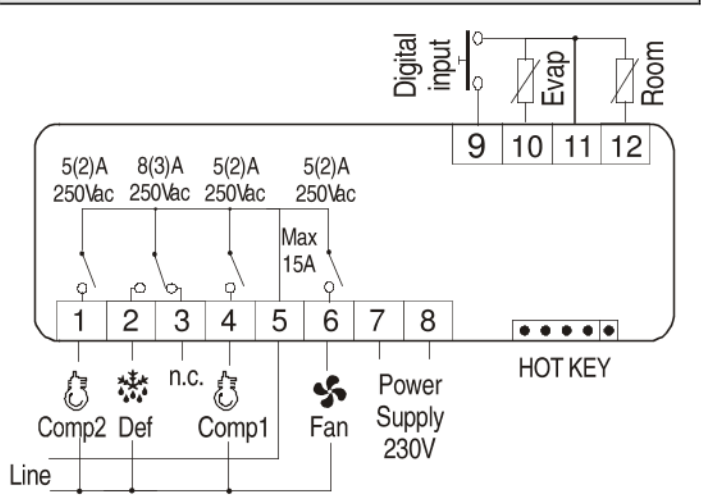 Digital
input
Evap
Room
9 10 11 12
5(2)A 8(3)A 5(2)A 5(2)A
250Vac 250Vac 250Vac 250Vac
Max
15A
1 2 3 4 5 6 7 8
HOT KEY
n.c.
Comp2 Def Comp1 Fan
Power
Supply
230V
Line